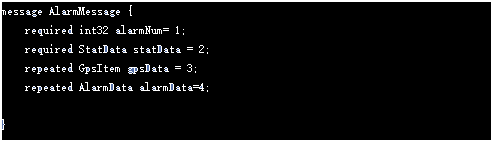 message AlarmMessage {
    required int32 alarmNum= 1;
    required StatData statData = 2;
    repeated GpsItem gpsData = 3;
    repeated AlarmData alarmData=4;
}